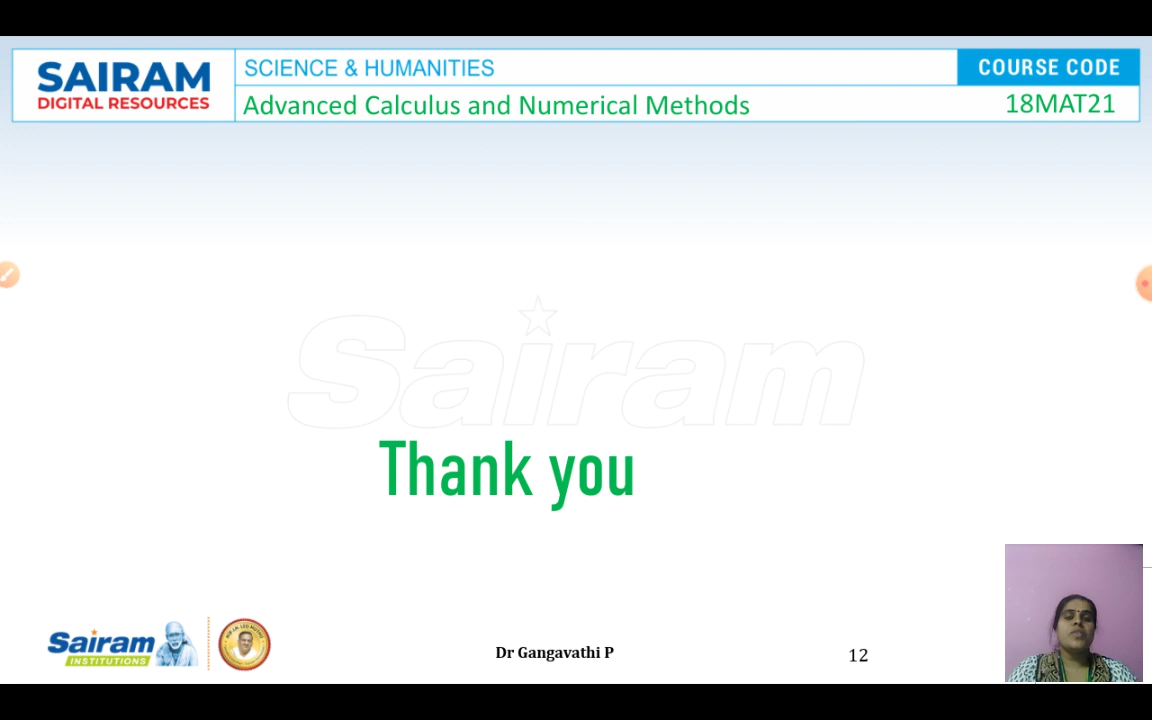 SAIRAM
DIGITAL RESOURCES
SCIENCE & HUMANITIES
COURSE CODE
Advanced Calculus and Numerical Methods
18MAT21
Sairam
Thank you
Sairam
INSTITUTIONS
Dr Gangavathi P
12